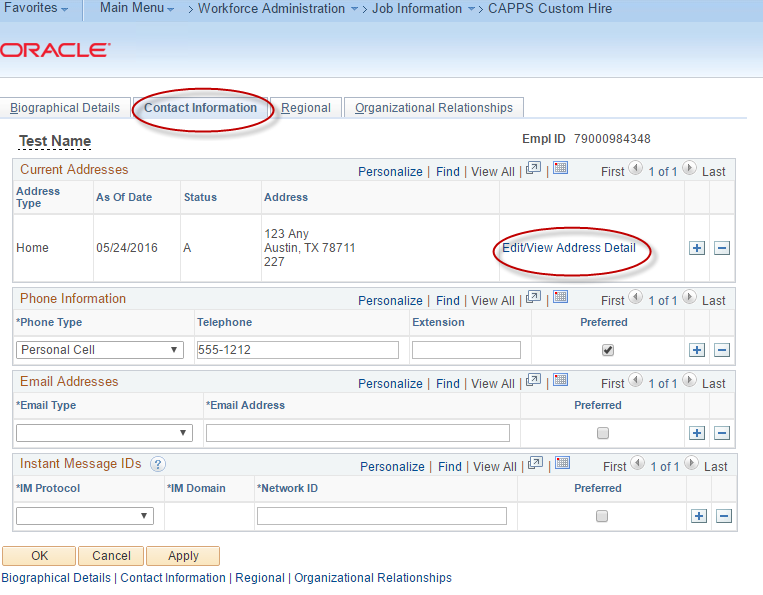 Favorites Main Menu > Workforce Administration > Job Information > CAPPS Custom Hire
ORACLE
Biographical Details Contact Information Regional Organizational Relationships
Test Name Empl ID 79000984348
Current Addresses Personalize | Find | View All | | First 1 of 1 Last
Address Type As Of Date Status Address
Home 05/24/2016 A 123 Any
Austin, TX 78711
227
Edit/View Address Detail
Phone Information Personalize | Find | View All | | First 1 of 1 Last
*Phone Type Telephone Extension Preferred
Personal Cell 555-1212
Email Addresses Personalize | Find | View All | | First 1 of 1 Last
*Email Type *Email Address Preferred
Instant Message IDs ? Personalize | Find | View All | | First 1 of 1 Last
*IM Protocol *IM Domain *Network ID Preferred
OK Cancel Apply
Biographical Details | Contact Information | Regional | Organizational Relationships